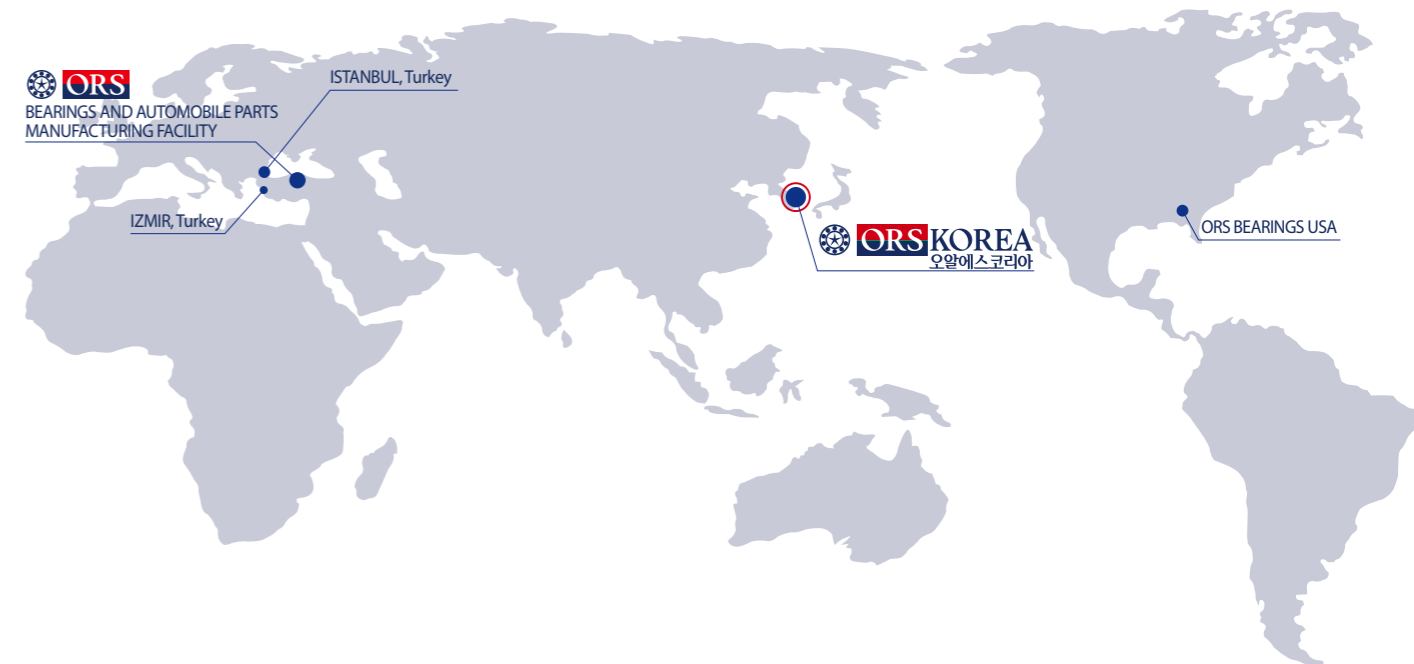 ORS
BEARINGS AND AUTOMOBILE PARTS
MANUFACTURING FACILITY
ISTANBUL, Turkey
IZMIR, Turkey
ORS KOREA
오알에스코리아
ORS BEARINGS USA